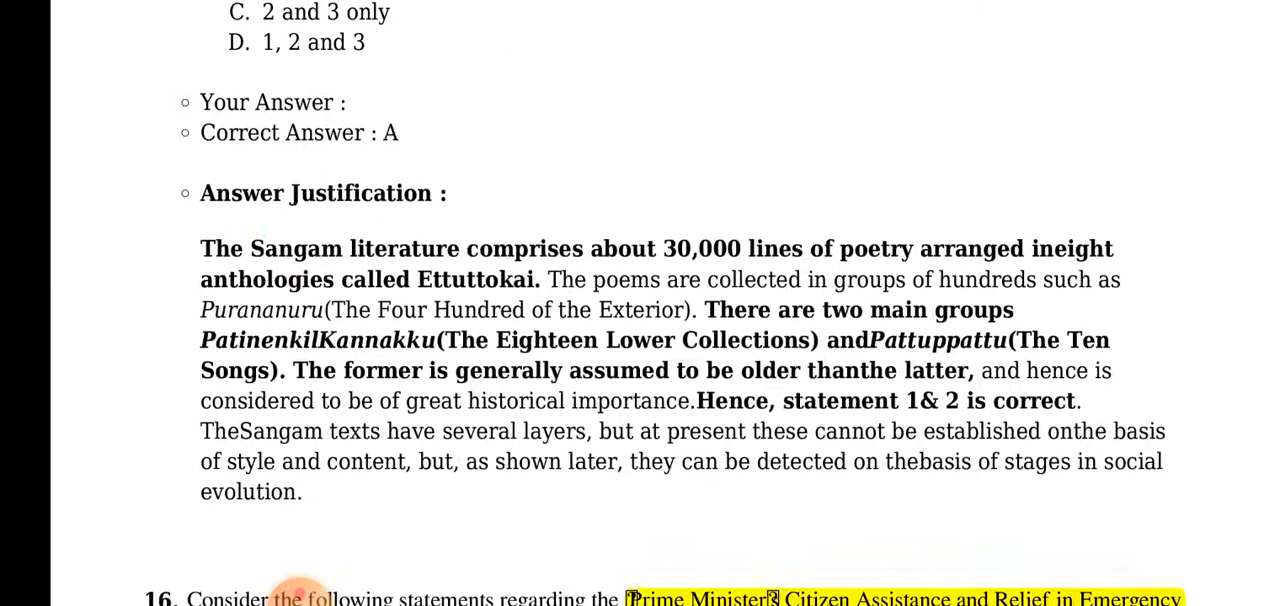 C. 2 and 3 only
D. 1, 2 and 3
Your Answer :
Correct Answer : A
Answer Justification :
The Sangam literature comprises about 30,000 lines of poetry arranged ineight
anthologies called Ettuttokai. The poems are collected in groups of hundreds such as
Purananuru(The Four Hundred of the Exterior). There are two main groups
PatinenkilKannakku(The Eighteen Lower Collections) andPattuppattu(The Ten
Songs). The former is generally assumed to be older thanthe latter, and hence is
considered to be of great historical importance.Hence, statement 1& 2 is correct.
TheSangam texts have several layers, but at present these cannot be established onthe basis
of style and content, but, as shown later, they can be detected on thebasis of stages in social
evolution.
16. Consider the following statements regarding the Prime Minister Citizen Assistance and Relief in Emergency